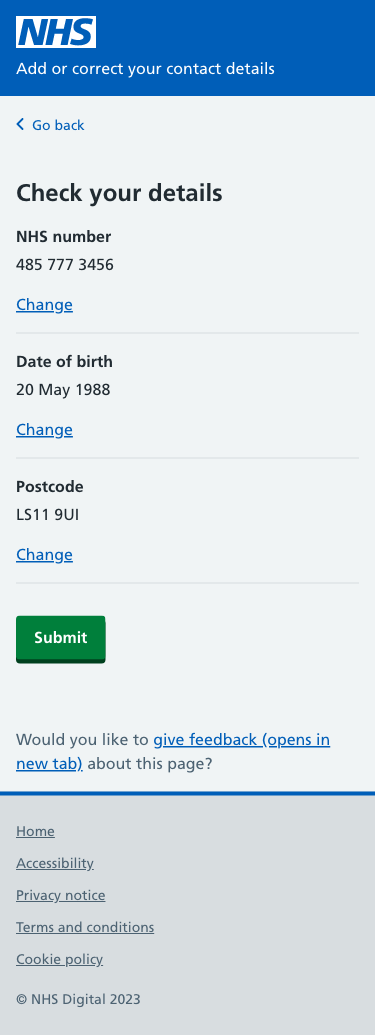 NHS
Add or correct your contact details
Go back
Check your details
NHS number
485 777 3456
Change
Date of birth
20 May 1988
Change
Postcode
LS11 9UI
Change
Submit
Would you like to give feedback (opens in
new tab) about this page?
Home
Accessibility
Privacy notice
Terms and conditions
Cookie policy
© NHS Digital 2023